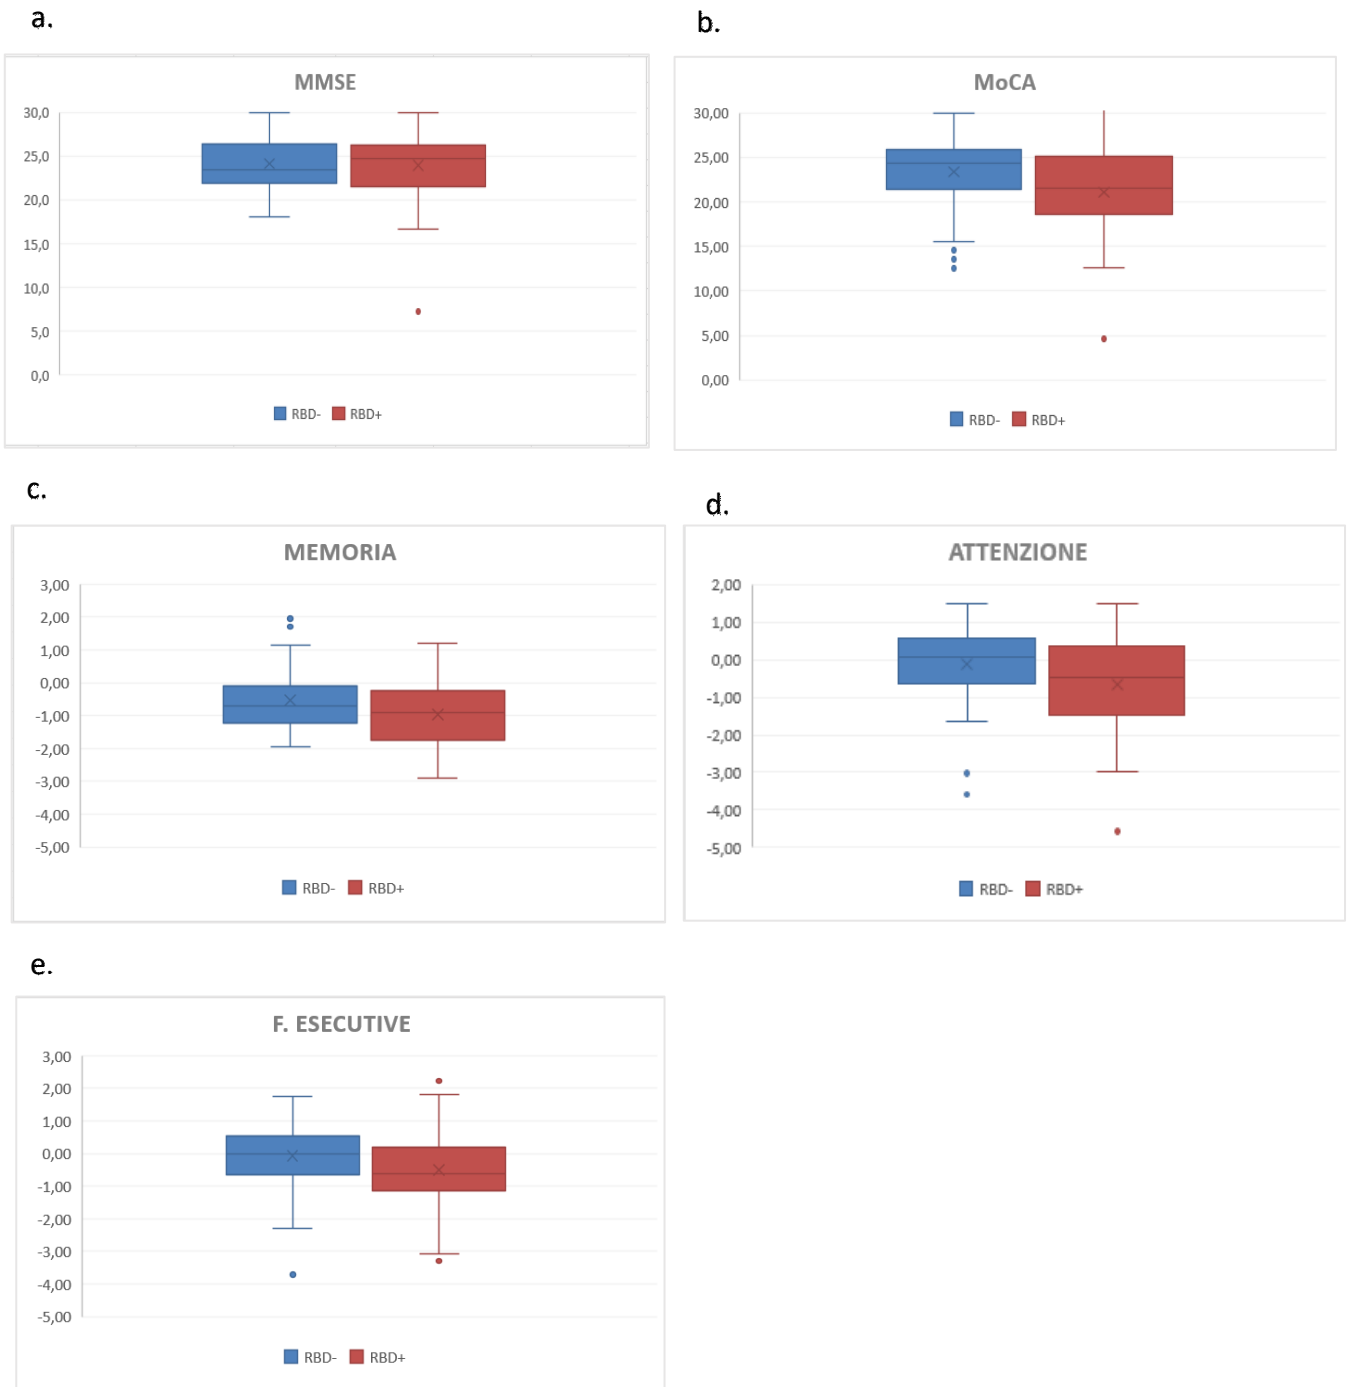 a.
MMSE
30,0
25,0
20,0
15,0
10,0
5,0
0,0
RBD- RBD+
b.
MoCA
30,00
25,00
20,00
15,00
10,00
5,00
0,00
RBD- RBD+
c.
MEMORIA
3,00
2,00
1,00
0,00
-1,00
-2,00
-3,00
-4,00
-5,00
RBD- RBD+
d.
ATTENZIONE
2,00
1,00
0,00
-1,00
-2,00
-3,00
-4,00
-5,00
RBD- RBD+
e.
F. ESECUTIVE
3,00
2,00
1,00
0,00
-1,00
-2,00
-3,00
-4,00
-5,00
RBD- RBD+